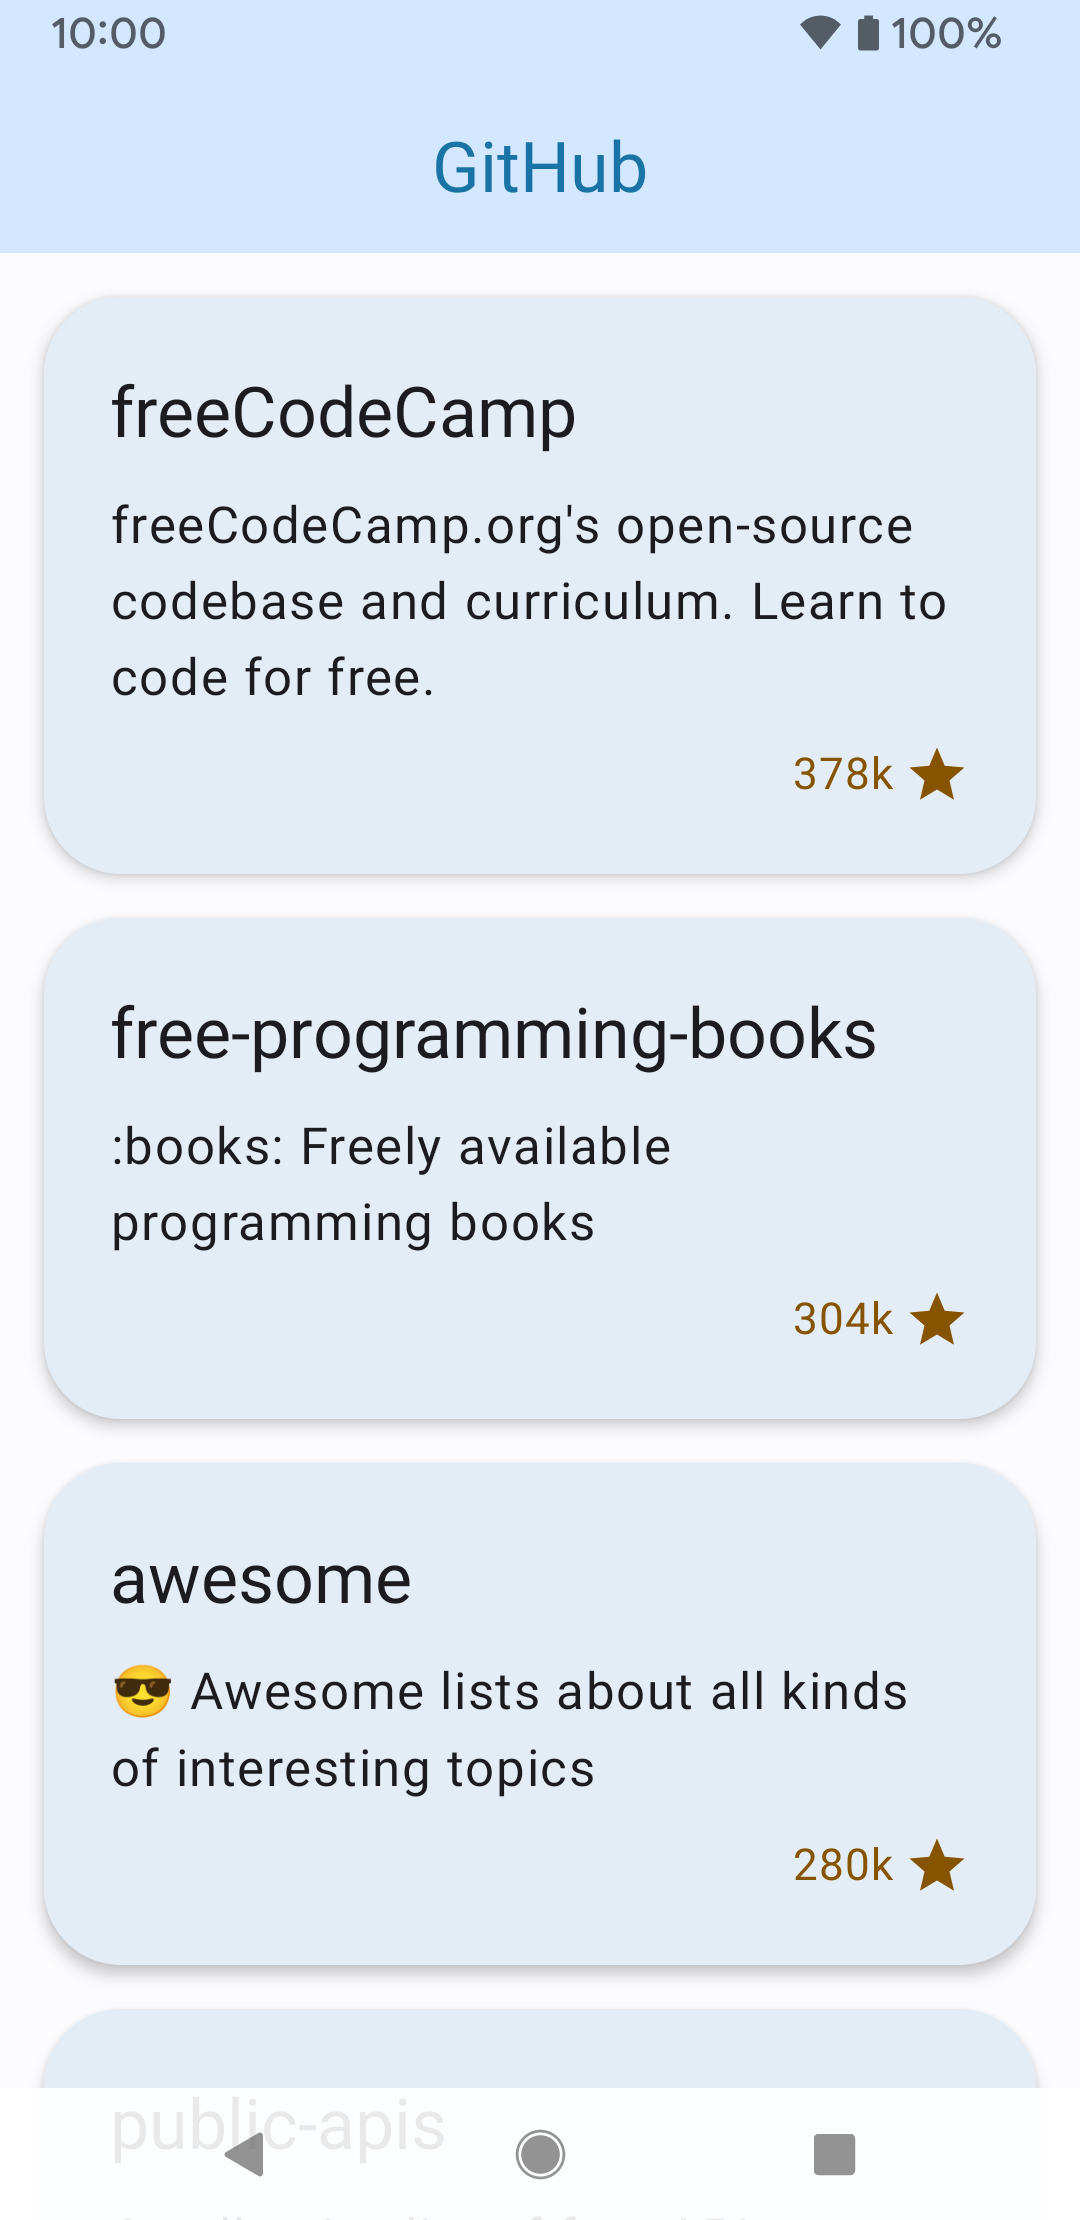 10:00 100%
GitHub
freeCodeCamp
freeCodeCamp.org's open-source
codebase and curriculum. Learn to
code for free.
378k
free-programming-books
:books: Freely available
programming books
304k
awesome
😎 Awesome lists about all kinds
of interesting topics
280k
public-apis